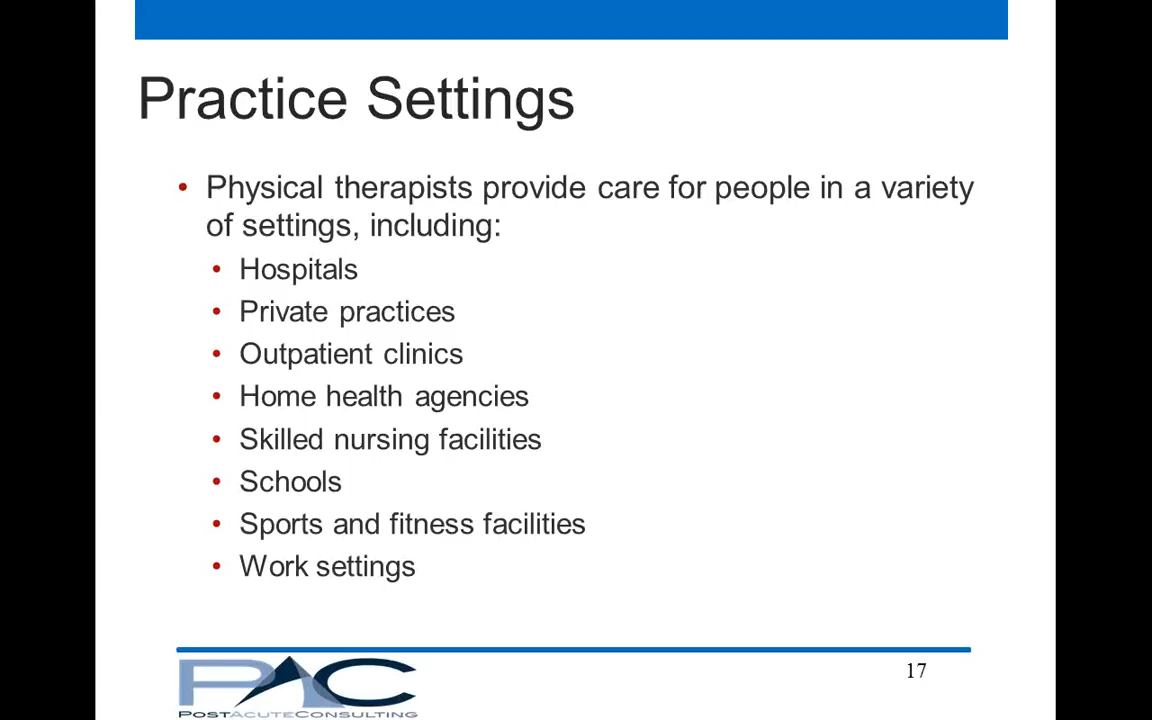 Practice Settings
• Physical therapists provide care for people in a variety
of settings, including:
• Hospitals
• Private practices
• Outpatient clinics
• Home health agencies
• Skilled nursing facilities
• Schools
• Sports and fitness facilities
• Work settings
17
PAC
POSTACUTECONSULTING